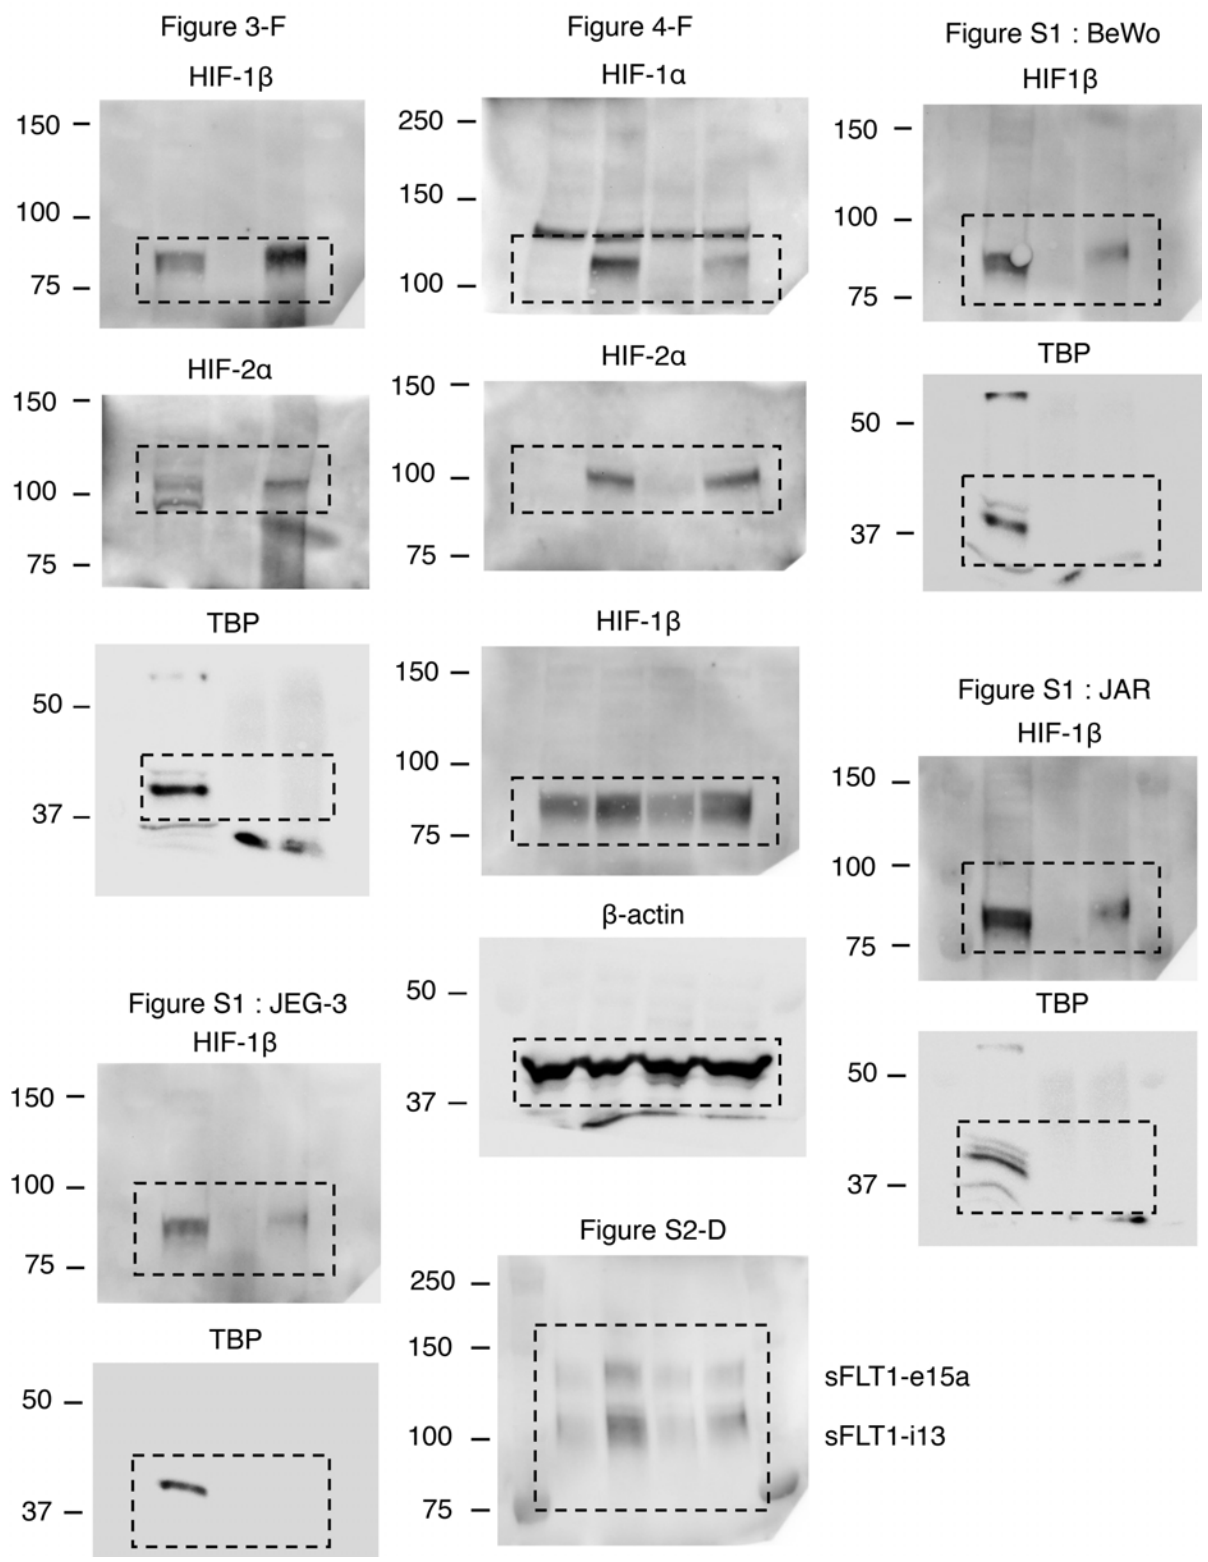 Figure 3-F
HIF-1β
150
100
75
HIF-2α
150
100
75
TBP
50
37
Figure S1 : JEG-3
HIF-1β
150
100
75
TBP
50
37
Figure 4-F
HIF-1α
250
150
100
HIF-2α
150
100
75
HIF-1β
150
100
75
β-actin
50
37
Figure S2-D
250
150
100
75
sFLT1-e15a
sFLT1-i13
Figure S1 : BeWo
HIF1β
150
100
75
TBP
50
37
Figure S1 : JAR
HIF-1β
150
100
75
TBP
50
37